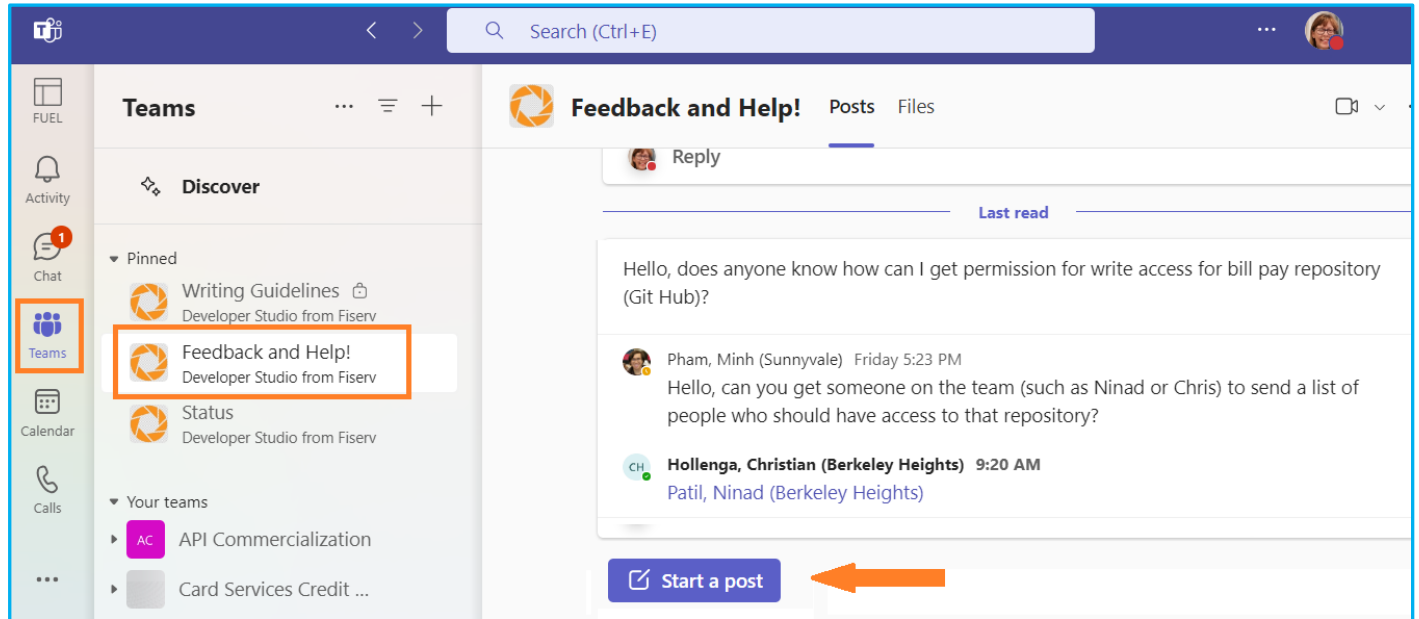 Search (Ctrl+E)
FUEL
Activity
1
Chat
Teams
Calendar
Calls
Teams
Discover
Pinned
Writing Guidelines
Developer Studio from Fiserv
Feedback and Help!
Developer Studio from Fiserv
Status
Developer Studio from Fiserv
Your teams
AC API Commercialization
Card Services Credit ...
Feedback and Help! Posts Files
Reply
Last read
Hello, does anyone know how can I get permission for write access for bill pay repository
(Git Hub)?
Pham, Minh (Sunnyvale) Friday 5:23 PM
Hello, can you get someone on the team (such as Ninad or Chris) to send a list of
people who should have access to that repository?
CH Hollenga, Christian (Berkeley Heights) 9:20 AM
Patil, Ninad (Berkeley Heights)
Start a post